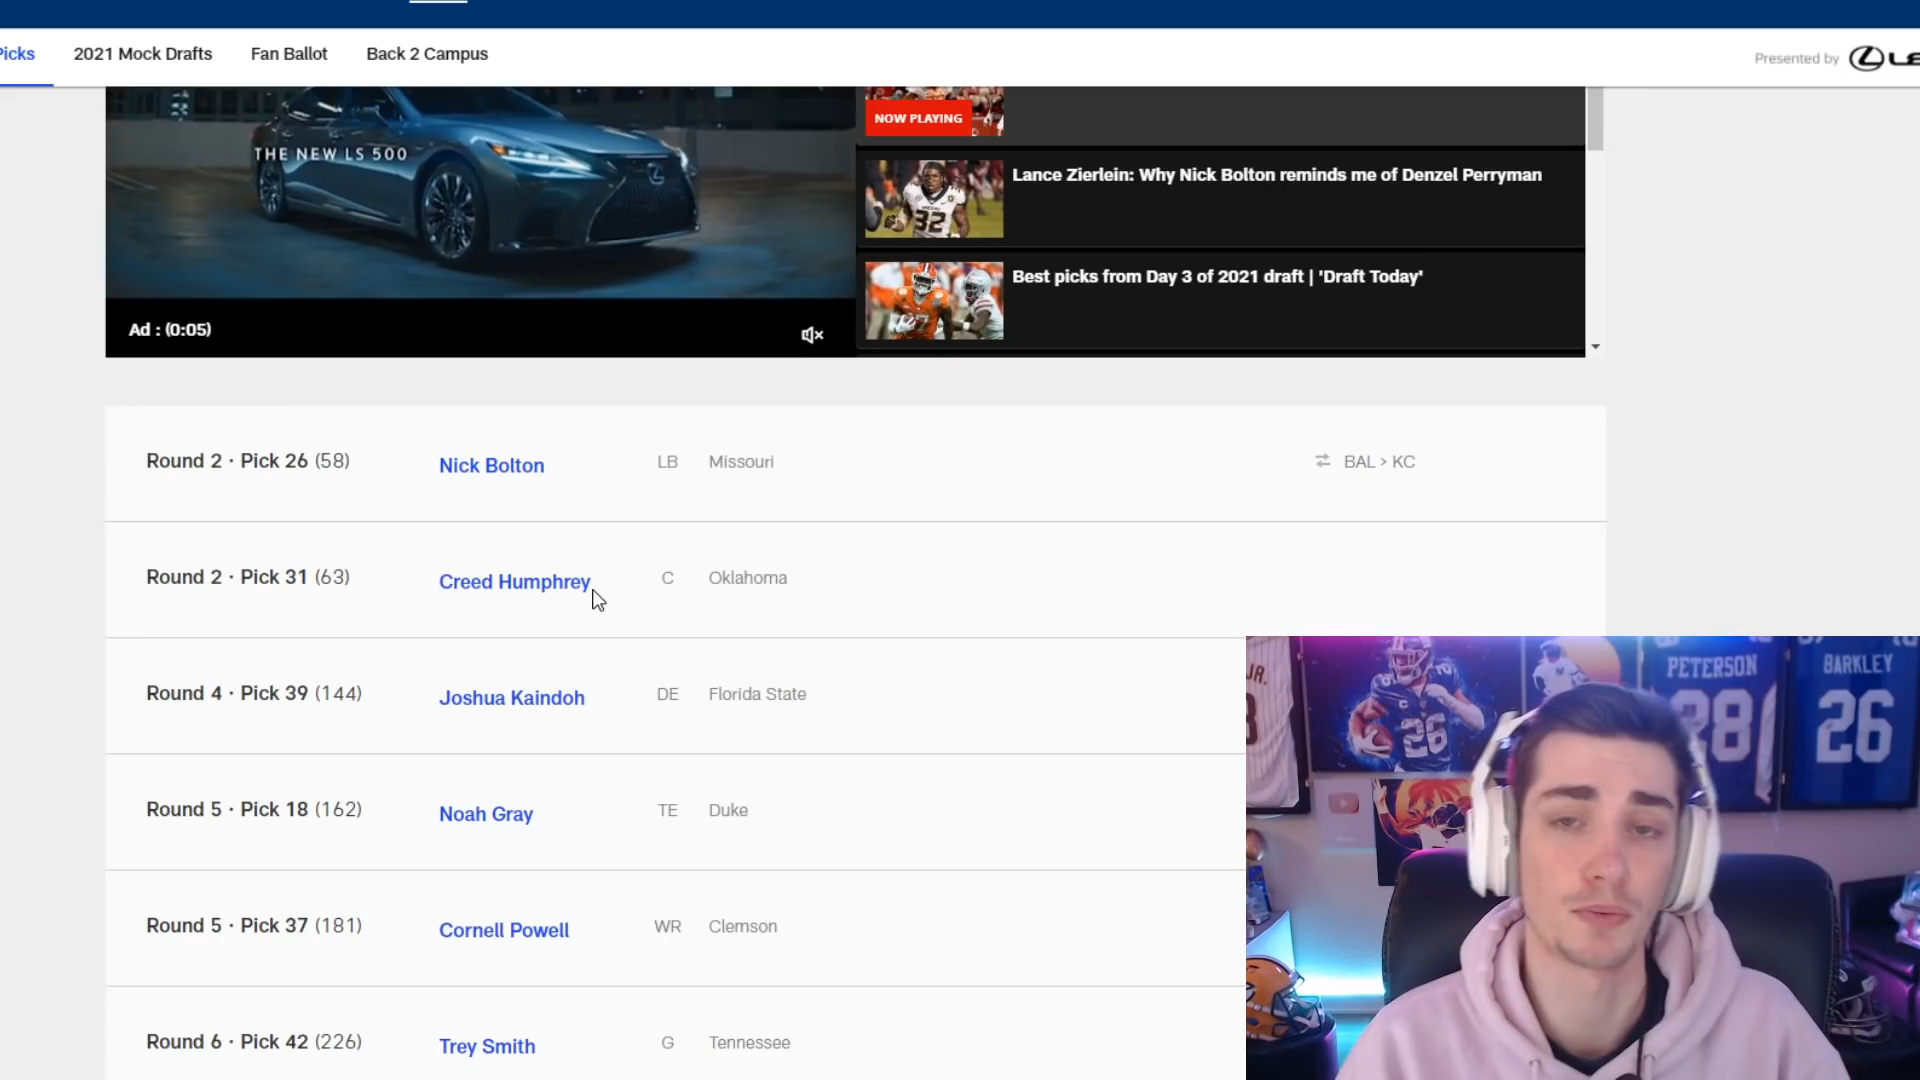 Picks 2021 Mock Drafts Fan Ballot Back 2 Campus Presented by
THE NEW LS 500
Ad : (0:05)
NOW PLAYING
Lance Zierlein: Why Nick Bolton reminds me of Denzel Perryman
32
Best picks from Day 3 of 2021 draft | 'Draft Today'
Round 2 · Pick 26 (58) Nick Bolton LB Missouri BAL > KC
Round 2 · Pick 31 (63) Creed Humphrey C Oklahoma
Round 4 · Pick 39 (144) Joshua Kaindoh DE Florida State
Round 5 · Pick 18 (162) Noah Gray TE Duke
Round 5 · Pick 37 (181) Cornell Powell WR Clemson
Round 6 · Pick 42 (226) Trey Smith G Tennessee
JR.
26
PETERSON
28
BARKLEY
26